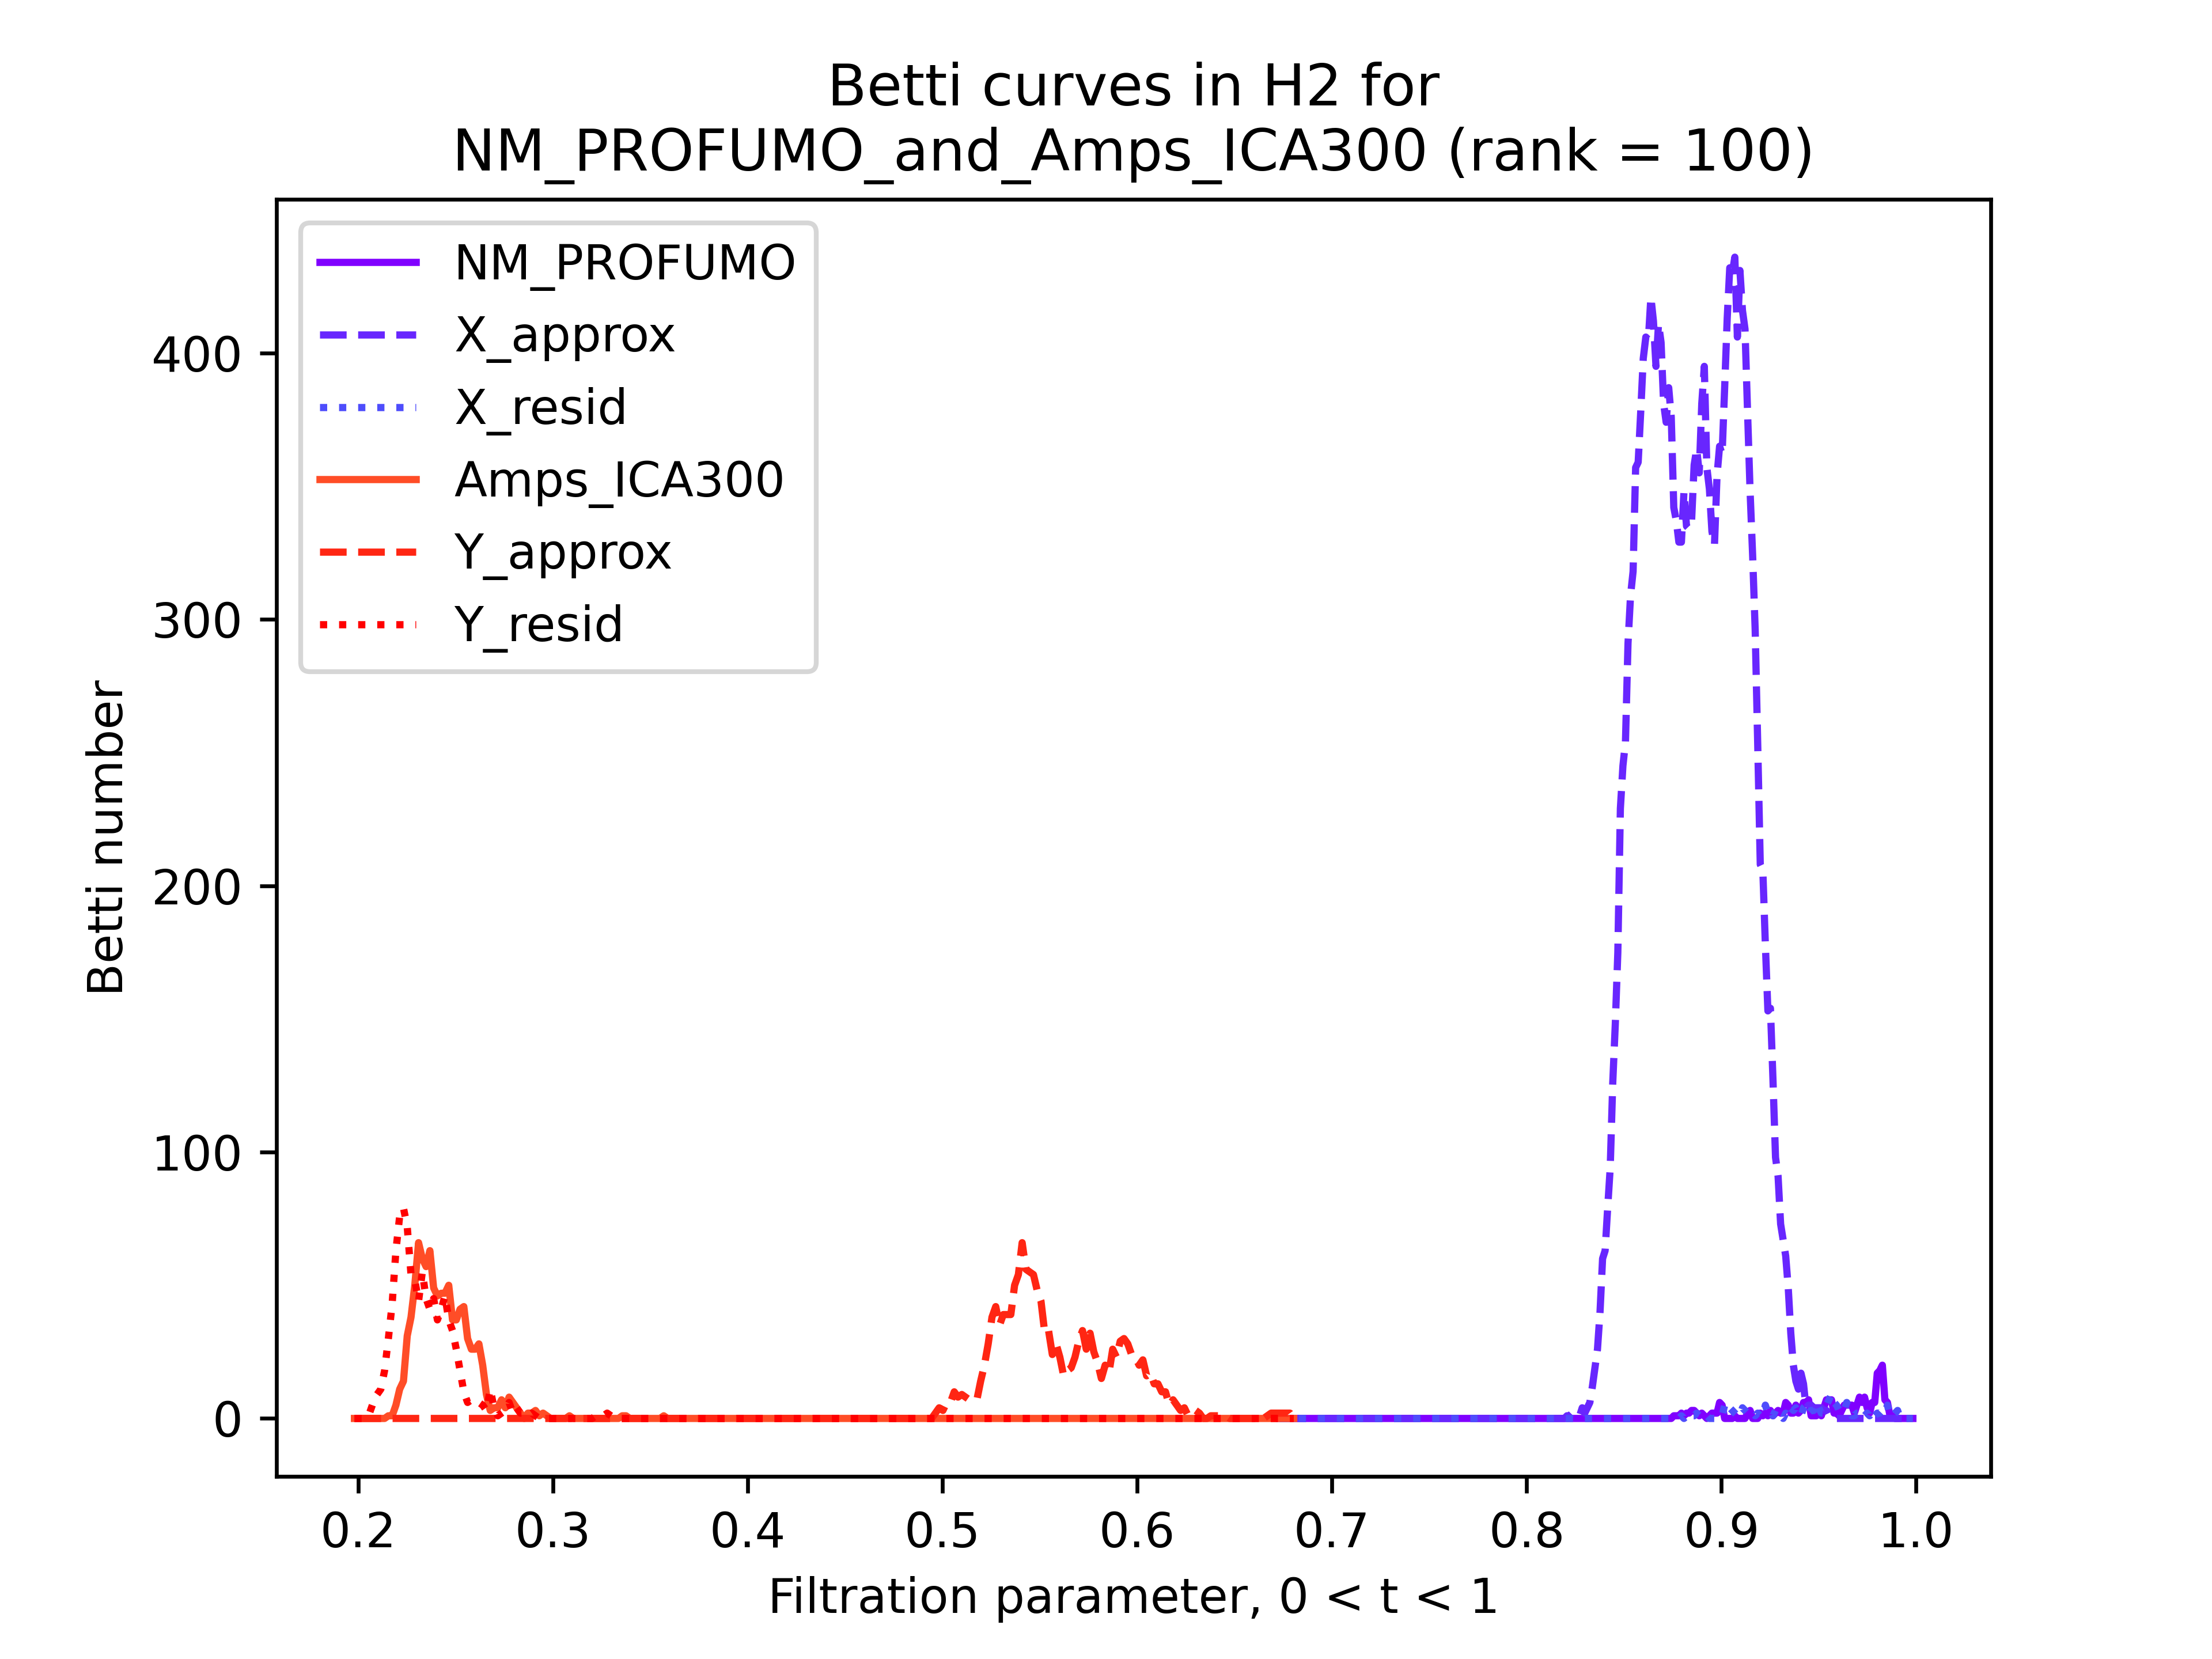 Betti curves in H2 for
NM_PROFUMO_and_Amps_ICA300 (rank = 100)
NM_PROFUMO
X_approx
X_resid
Amps_ICA300
Y_approx
Y_resid
Betti number
400
300
200
100
0
0.2 0.3 0.4 0.5 0.6 0.7 0.8 0.9 1.0
Filtration parameter, 0 < t < 1